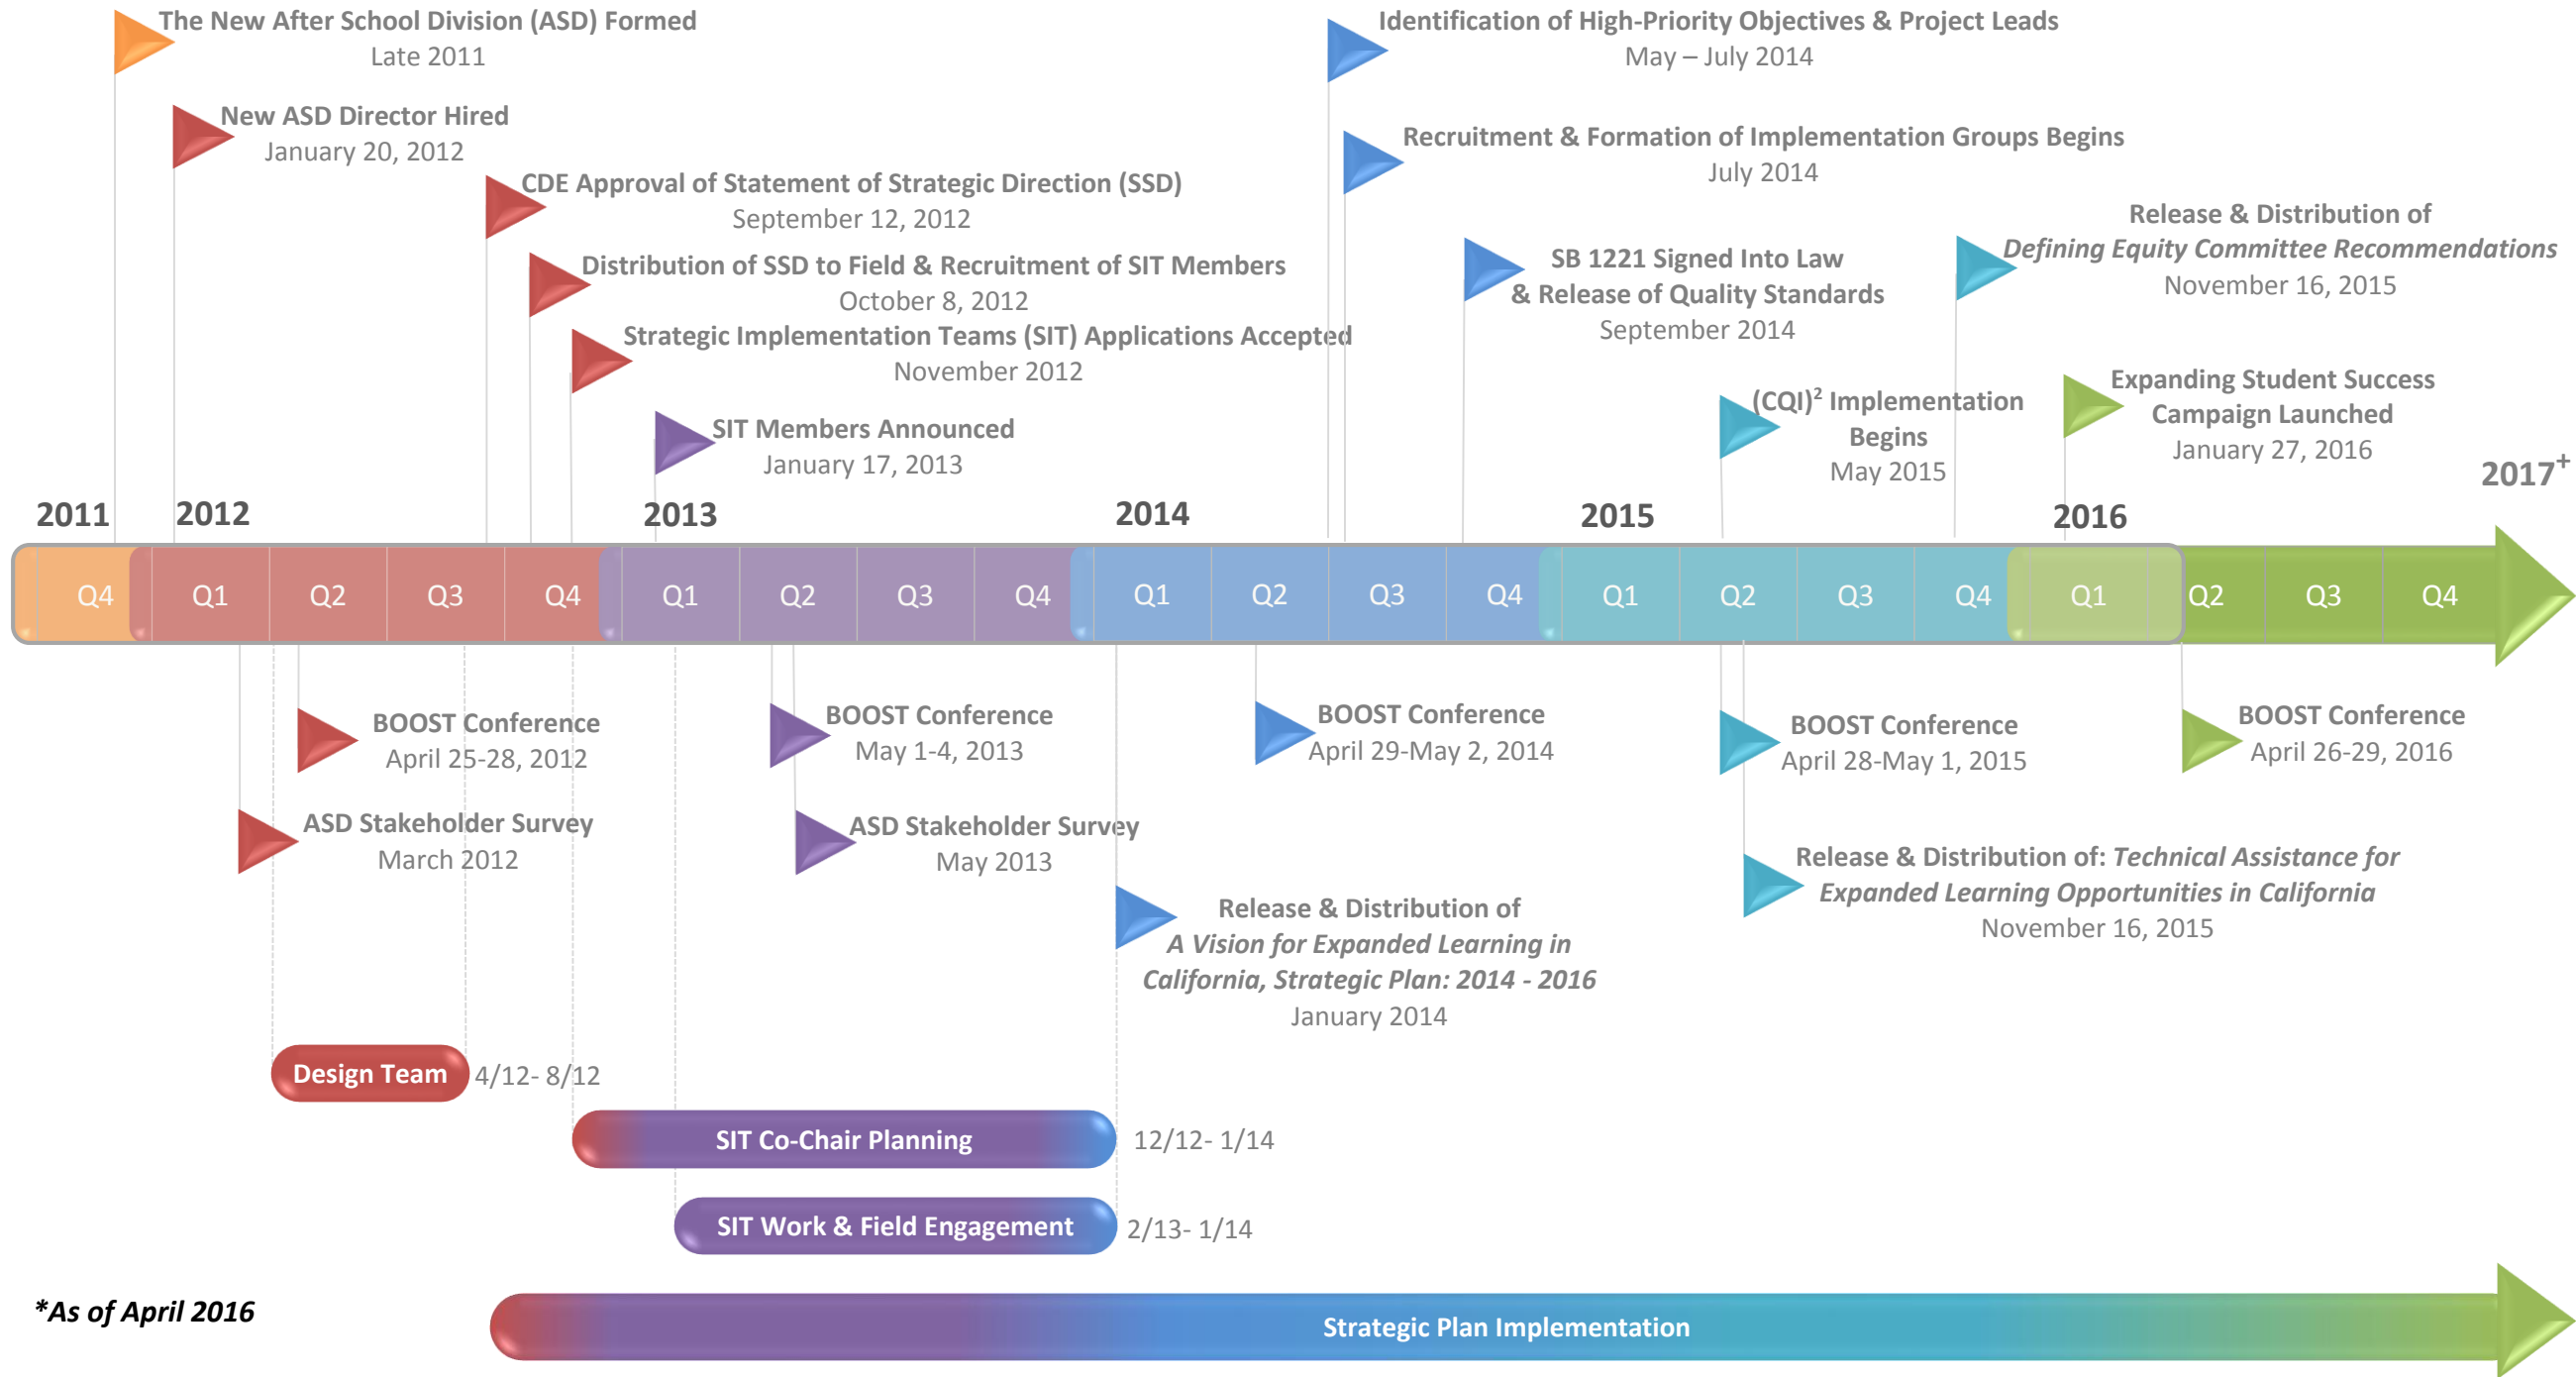 The New After School Division (ASD) Formed
Late 2011
New ASD Director Hired
January 20, 2012
CDE Approval of Statement of Strategic Direction (SSD)
September 12, 2012
Distribution of SSD to Field & Recruitment of SIT Members
October 8, 2012
Strategic Implementation Teams (SIT) Applications Accepted
November 2012
SIT Members Announced
January 17, 2013
Identification of High-Priority Objectives & Project Leads
May – July 2014
Recruitment & Formation of Implementation Groups Begins
July 2014
SB 1221 Signed Into Law
& Release of Quality Standards
September 2014
Release & Distribution of
Defining Equity Committee Recommendations
November 16, 2015
(CQI)² Implementation
Begins
May 2015
Expanding Student Success
Campaign Launched
January 27, 2016
2011
2012
2013
2014
2015
2016
2017⁺
Q4 Q1 Q2 Q3 Q4 Q1 Q2 Q3 Q4 Q1 Q2 Q3 Q4 Q1 Q2 Q3 Q4 Q1 Q2 Q3 Q4
BOOST Conference
April 25-28, 2012
ASD Stakeholder Survey
March 2012
BOOST Conference
May 1-4, 2013
ASD Stakeholder Survey
May 2013
BOOST Conference
April 29-May 2, 2014
Release & Distribution of
A Vision for Expanded Learning in
California, Strategic Plan: 2014 - 2016
January 2014
BOOST Conference
April 28-May 1, 2015
Release & Distribution of: Technical Assistance for
Expanded Learning Opportunities in California
November 16, 2015
BOOST Conference
April 26-29, 2016
Design Team 4/12- 8/12
SIT Co-Chair Planning 12/12- 1/14
SIT Work & Field Engagement 2/13- 1/14
*As of April 2016
Strategic Plan Implementation